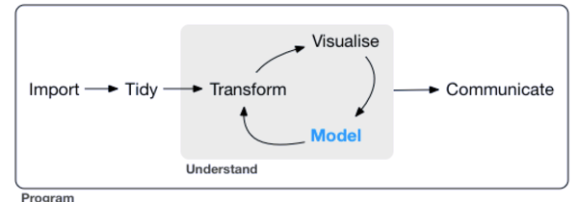 Visualise
Import
Tidy
Transform
Communicate
Model
Understand
Program